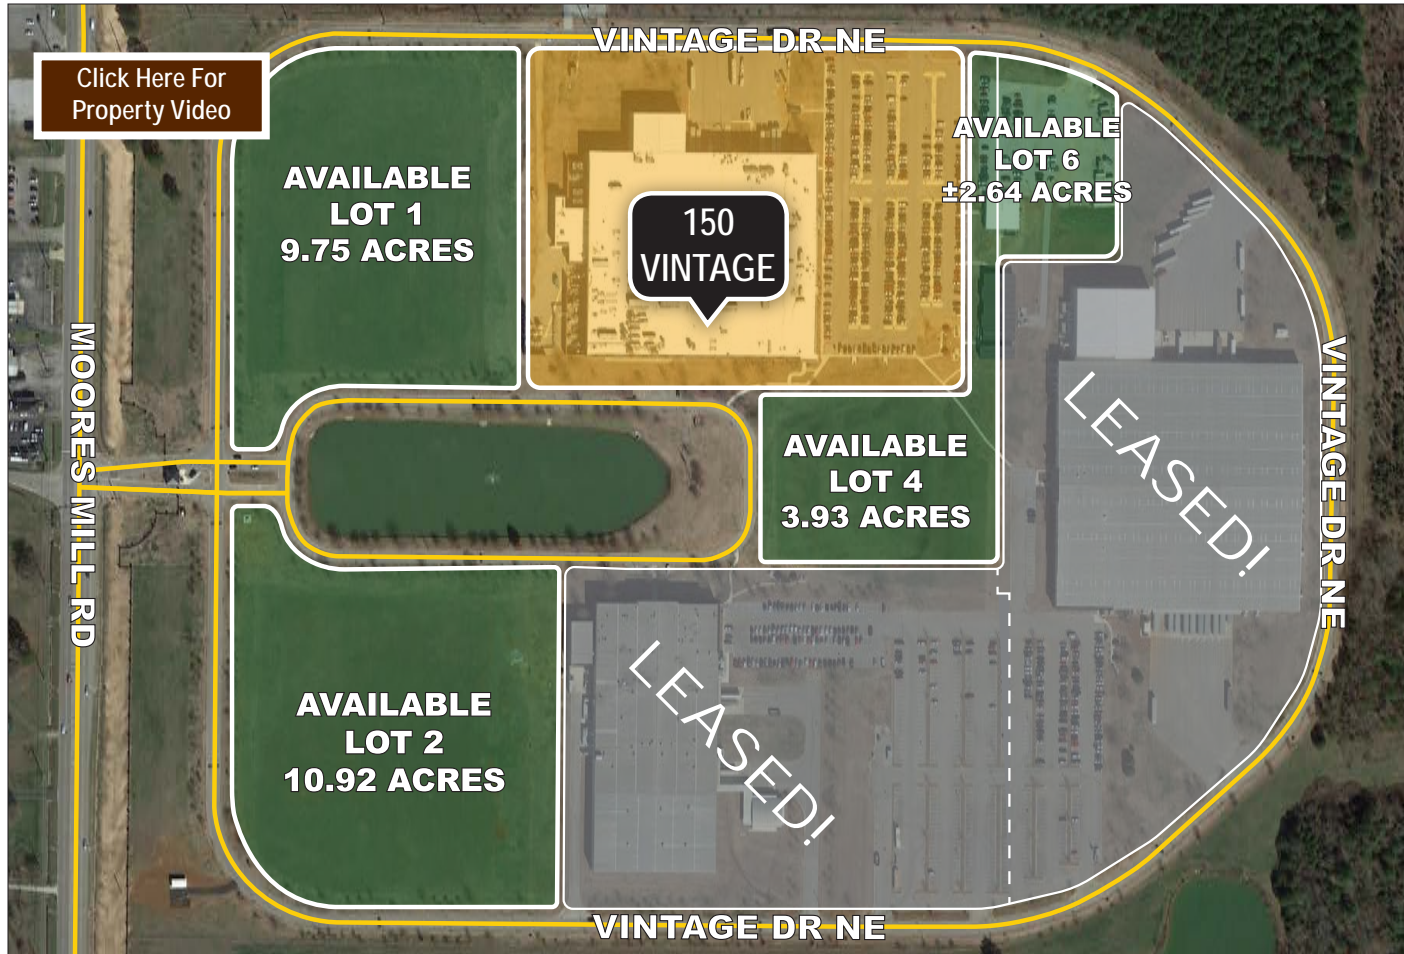 VINTAGE DR NE
Click Here For
Property Video
AVAILABLE
LOT 1
9.75 ACRES
150
VINTAGE
AVAILABLE
LOT 6
±2.64 ACRES
MOORES MILL RD
VINTAGE DR NE
LEASED!
AVAILABLE
LOT 4
3.93 ACRES
AVAILABLE
LOT 2
10.92 ACRES
LEASED!
VINTAGE DR NE